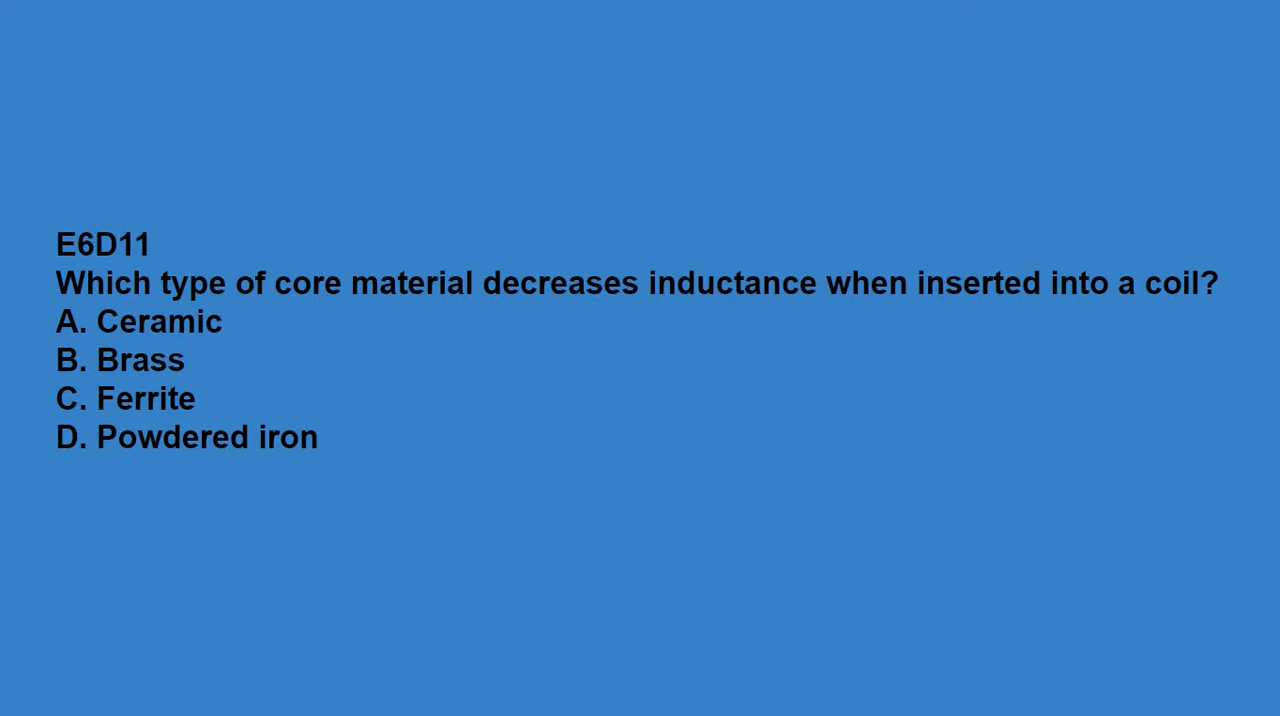 E6D11
Which type of core material decreases inductance when inserted into a coil?
A. Ceramic
B. Brass
C. Ferrite
D. Powdered iron